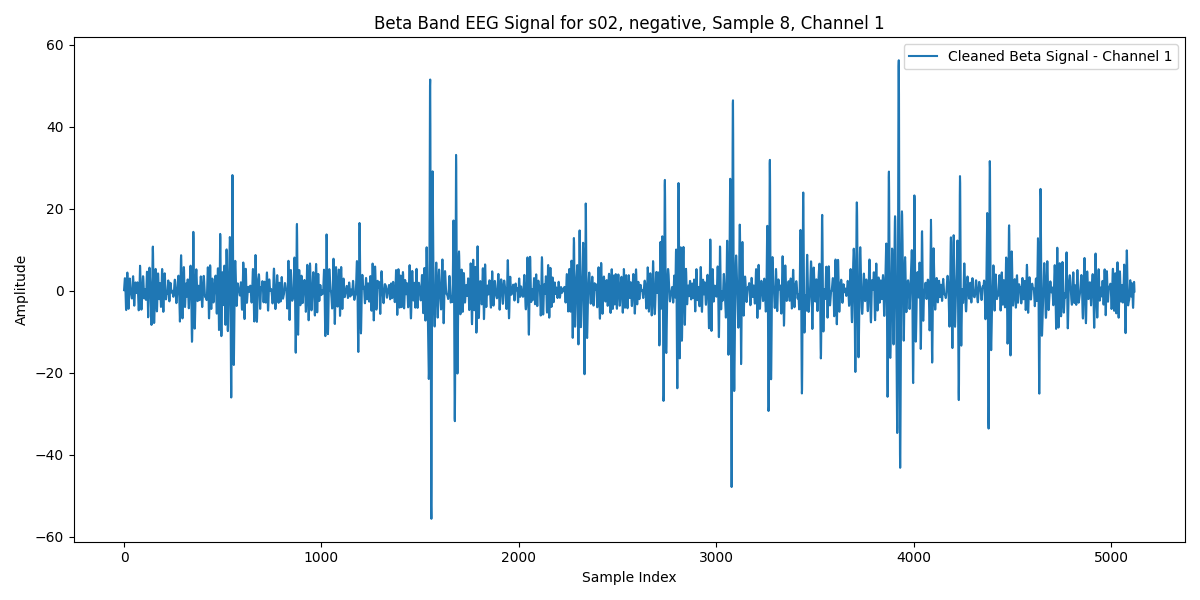 Beta Band EEG Signal for s02, negative, Sample 8, Channel 1
Cleaned Beta Signal - Channel 1
Amplitude
60
40
20
0
−20
−40
−60
0 1000 2000 3000 4000 5000
Sample Index